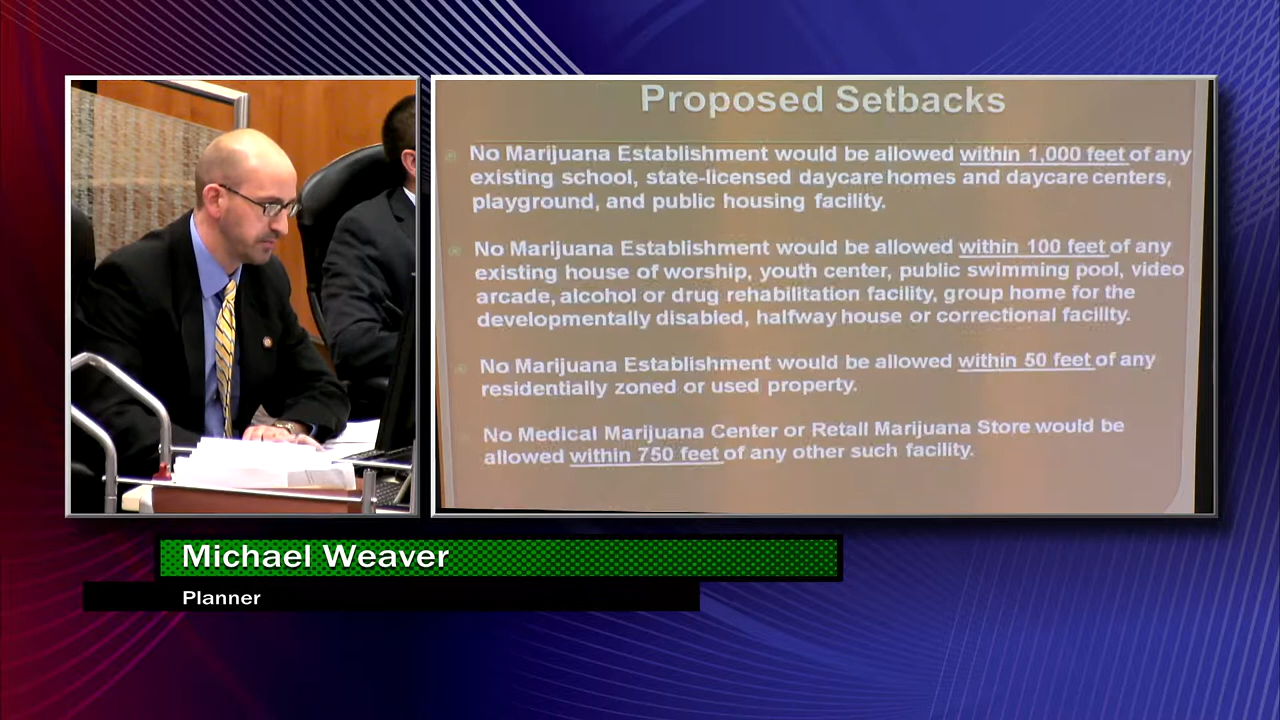 Proposed Setbacks
No Marijuana Establishment would be allowed within 1,000 feet of any
existing school, state-licensed daycare homes and daycare centers,
playground, and public housing facility.
No Marijuana Establishment would be allowed within 100 feet of any
existing house of worship, youth center, public swimming pool, video
arcade, alcohol or drug rehabilitation facility, group home for the
developmentally disabled, halfway house or correctional facility.
No Marijuana Establishment would be allowed within 50 feet of any
residentially zoned or used property.
No Medical Marijuana Center or Retail Marijuana Store would be
allowed within 750 feet of any other such facility.
Michael Weaver
Planner